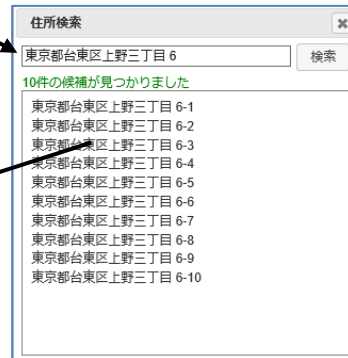 住所検索
東京都台東区上野三丁目 6
検索
10件の候補が見つかりました
東京都台東区上野三丁目 6-1
東京都台東区上野三丁目 6-2
東京都台東区上野三丁目 6-3
東京都台東区上野三丁目 6-4
東京都台東区上野三丁目 6-5
東京都台東区上野三丁目 6-6
東京都台東区上野三丁目 6-7
東京都台東区上野三丁目 6-8
東京都台東区上野三丁目 6-9
東京都台東区上野三丁目 6-10